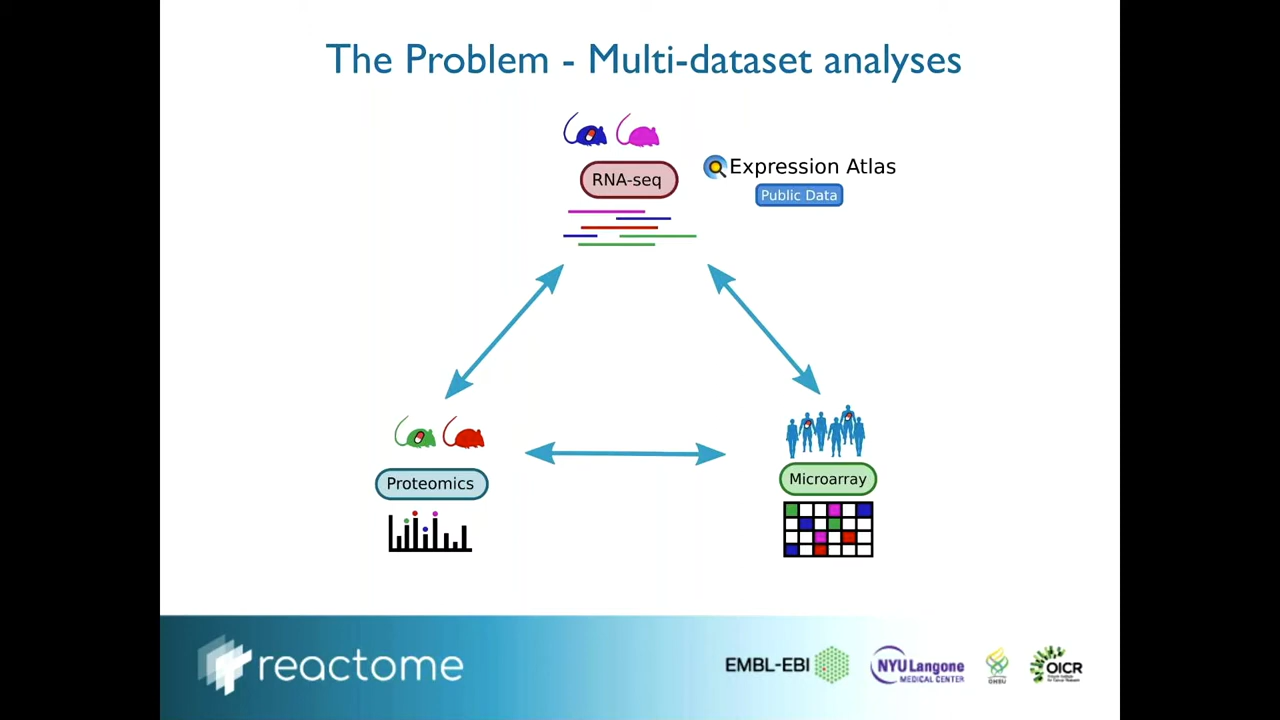 The Problem - Multi-dataset analyses
RNA-seq
Expression Atlas
Public Data
Proteomics
Microarray
reactome
EMBL-EBI
NYU Langone
MEDICAL CENTER
OHSU
OICR